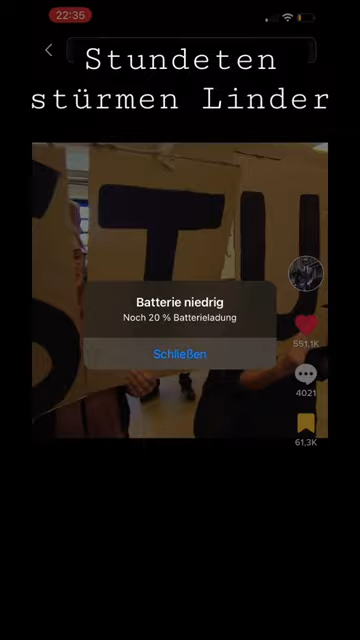 22:35
Stundeten
stürmen Linder
STU
Batterie niedrig
Noch 20 % Batterieladung
Schließen
551,1K
4021
61,3K